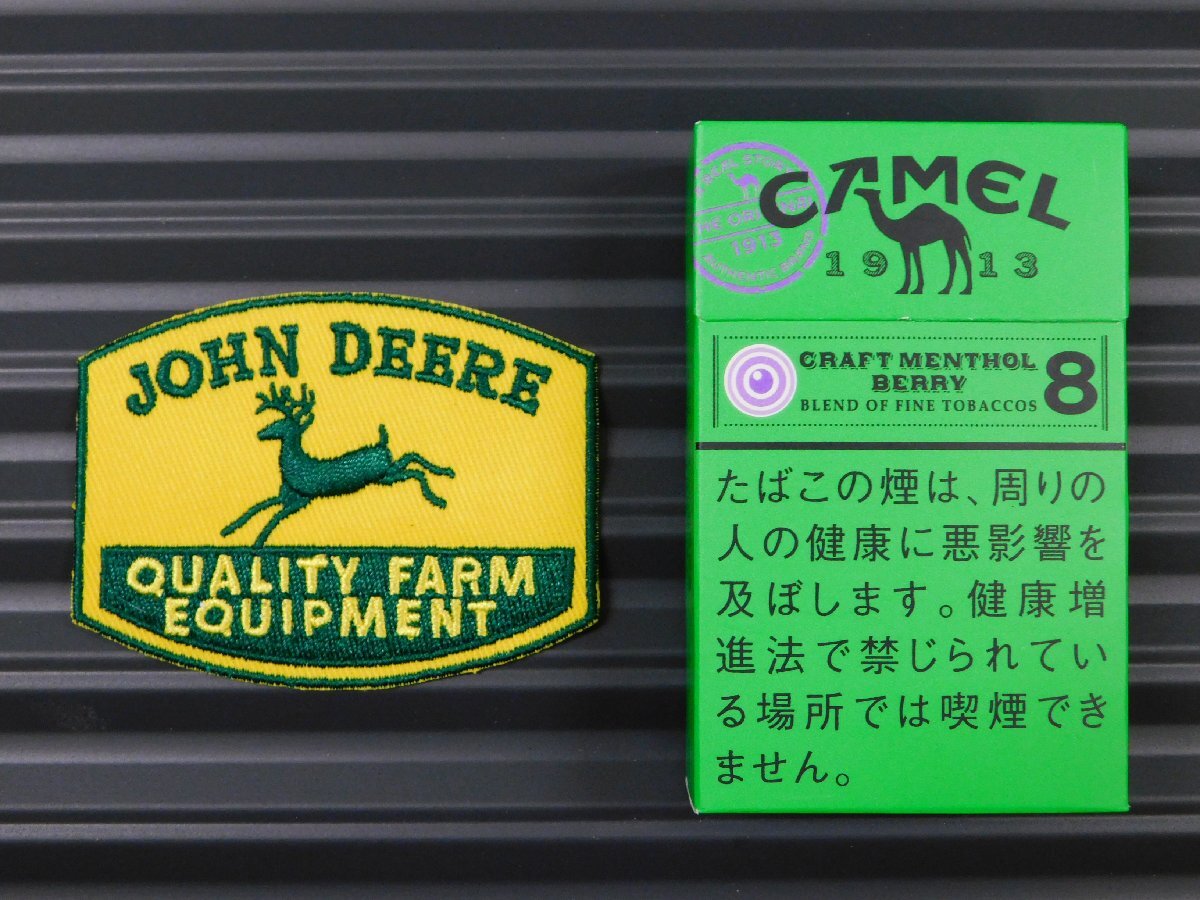 JOHN DEERE
QUALITY FARM
EQUIPMENT
CAMEL
1913
1913
CRAFT MENTHOL
BERRY
BLEND OF FINE TOBACCOS
8
たばこの煙は、周りの
人の健康に悪影響を
及ぼします。健康増
進法で禁じられてい
る場所では喫煙でき
ません。